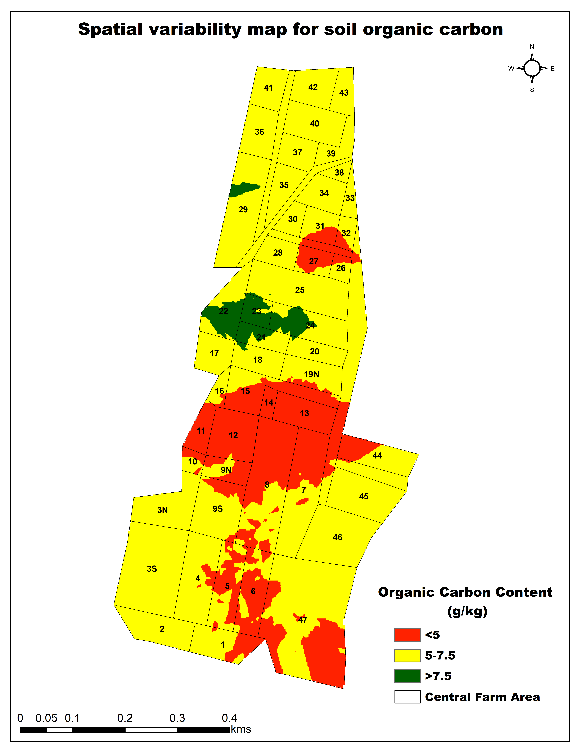 Spatial variability map for soil organic carbon
N
W E
S
41 42 43
36 40
37 39
38
35 34 33
29 30 31 32
28 27 26
25
22 23
21 24
17 18 20
19N
16 15
14 13
11 12
10 9N 44
8 7 45
3N 9S
46
3S 4 5 6
47
2 1
Organic Carbon Content
(g/kg)
<5
5-7.5
>7.5
Central Farm Area
0 0.05 0.1 0.2 0.3 0.4
kms